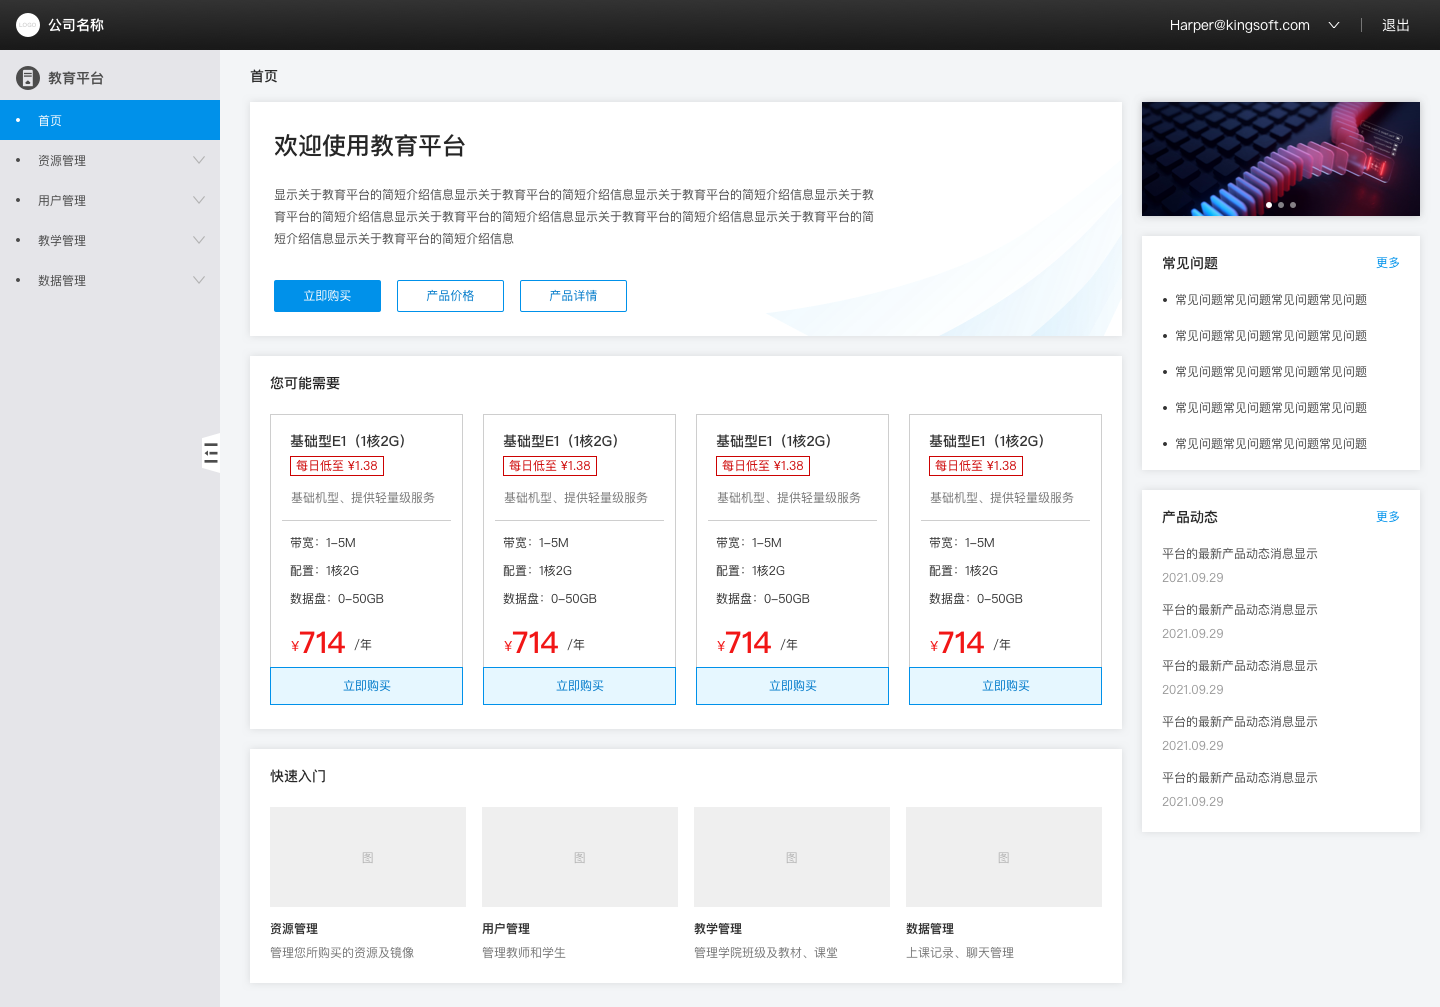 LOGO
公司名称
Harper@kingsoft.com
退出
教育平台
首页
资源管理
用户管理
教学管理
数据管理
首页
欢迎使用教育平台
显示关于教育平台的简短介绍信息显示关于教育平台的简短介绍信息显示关于教育平台的简短介绍信息显示关于教
育平台的简短介绍信息显示关于教育平台的简短介绍信息显示关于教育平台的简短介绍信息显示关于教育平台的简
短介绍信息显示关于教育平台的简短介绍信息
立即购买
产品价格
产品详情
您可能需要
基础型E1（1核2G）
每日低至 ¥1.38
基础机型、提供轻量级服务
带宽：1-5M
配置：1核2G
数据盘：0-50GB
¥714 /年
立即购买
基础型E1（1核2G）
每日低至 ¥1.38
基础机型、提供轻量级服务
带宽：1-5M
配置：1核2G
数据盘：0-50GB
¥714 /年
立即购买
基础型E1（1核2G）
每日低至 ¥1.38
基础机型、提供轻量级服务
带宽：1-5M
配置：1核2G
数据盘：0-50GB
¥714 /年
立即购买
基础型E1（1核2G）
每日低至 ¥1.38
基础机型、提供轻量级服务
带宽：1-5M
配置：1核2G
数据盘：0-50GB
¥714 /年
立即购买
快速入门
图
资源管理
管理您所购买的资源及镜像
图
用户管理
管理教师和学生
图
教学管理
管理学院班级及教材、课堂
图
数据管理
上课记录、聊天管理
常见问题
更多
常见问题常见问题常见问题常见问题
常见问题常见问题常见问题常见问题
常见问题常见问题常见问题常见问题
常见问题常见问题常见问题常见问题
常见问题常见问题常见问题常见问题
产品动态
更多
平台的最新产品动态消息显示
2021.09.29
平台的最新产品动态消息显示
2021.09.29
平台的最新产品动态消息显示
2021.09.29
平台的最新产品动态消息显示
2021.09.29
平台的最新产品动态消息显示
2021.09.29